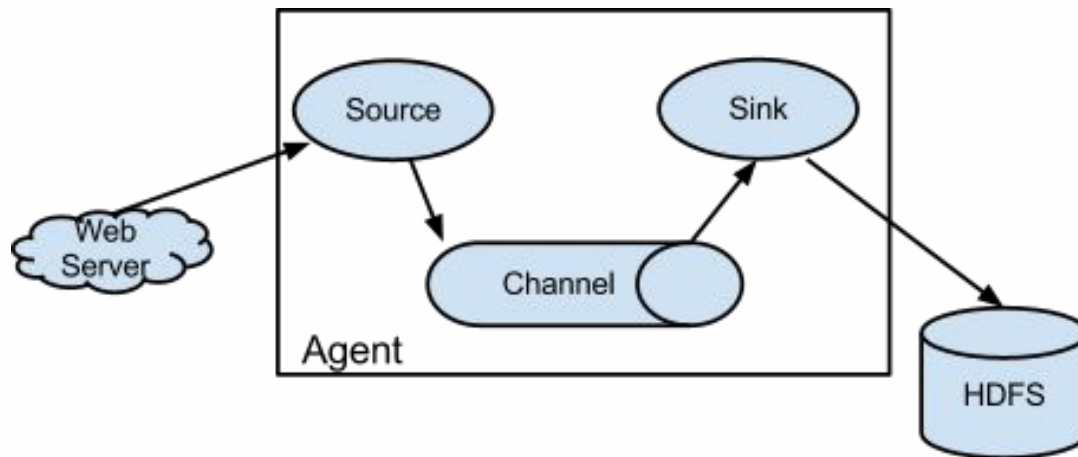 Source
Sink
Web
Server
Channel
Agent
HDFS